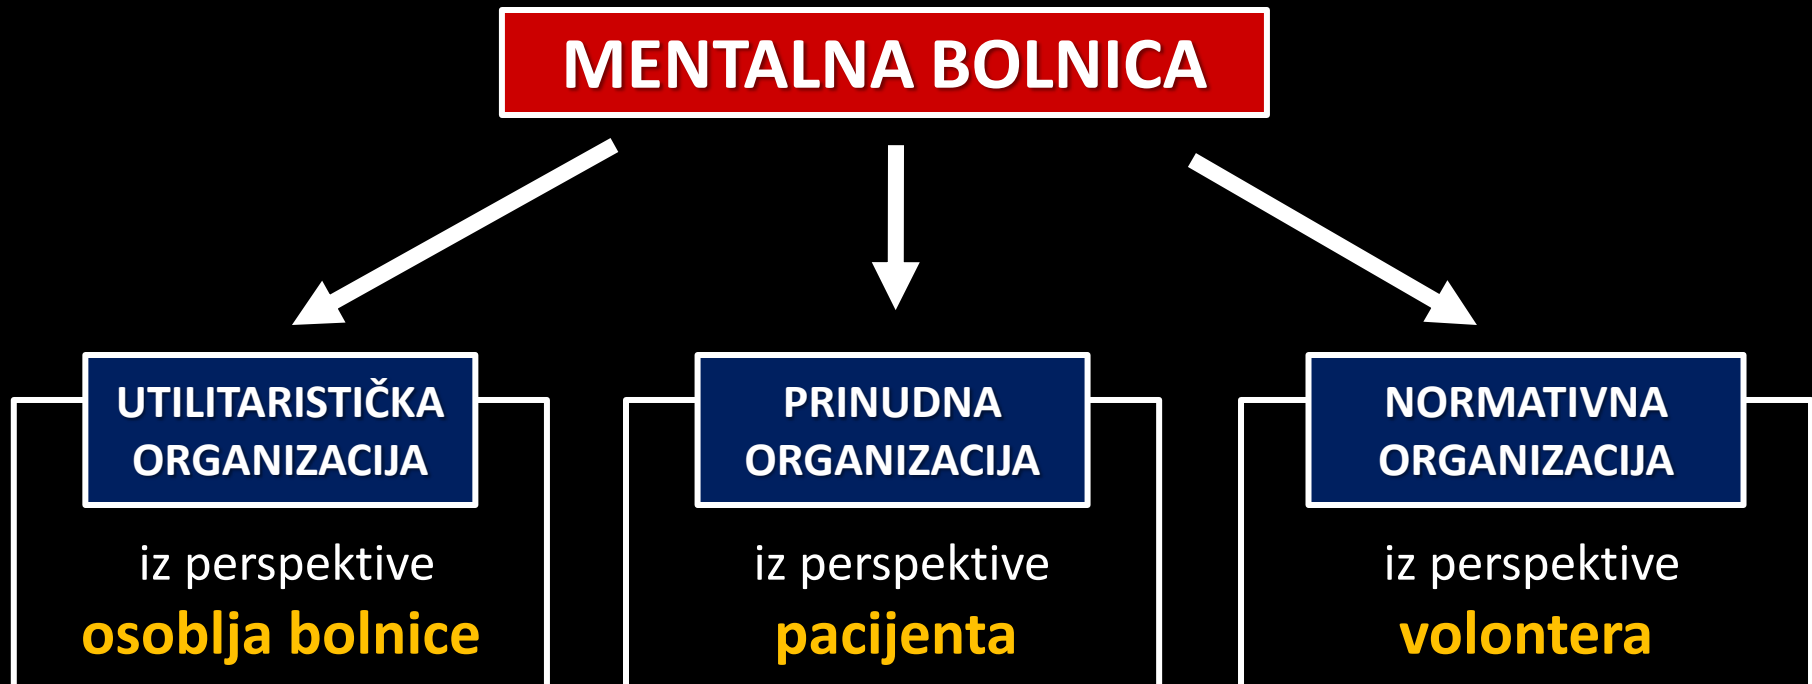 MENTALNA BOLNICA
UTILITARISTIČKA
ORGANIZACIJA
iz perspektive
osoblja bolnice
PRINUDNA
ORGANIZACIJA
iz perspektive
pacijenta
NORMATIVNA
ORGANIZACIJA
iz perspektive
volontera